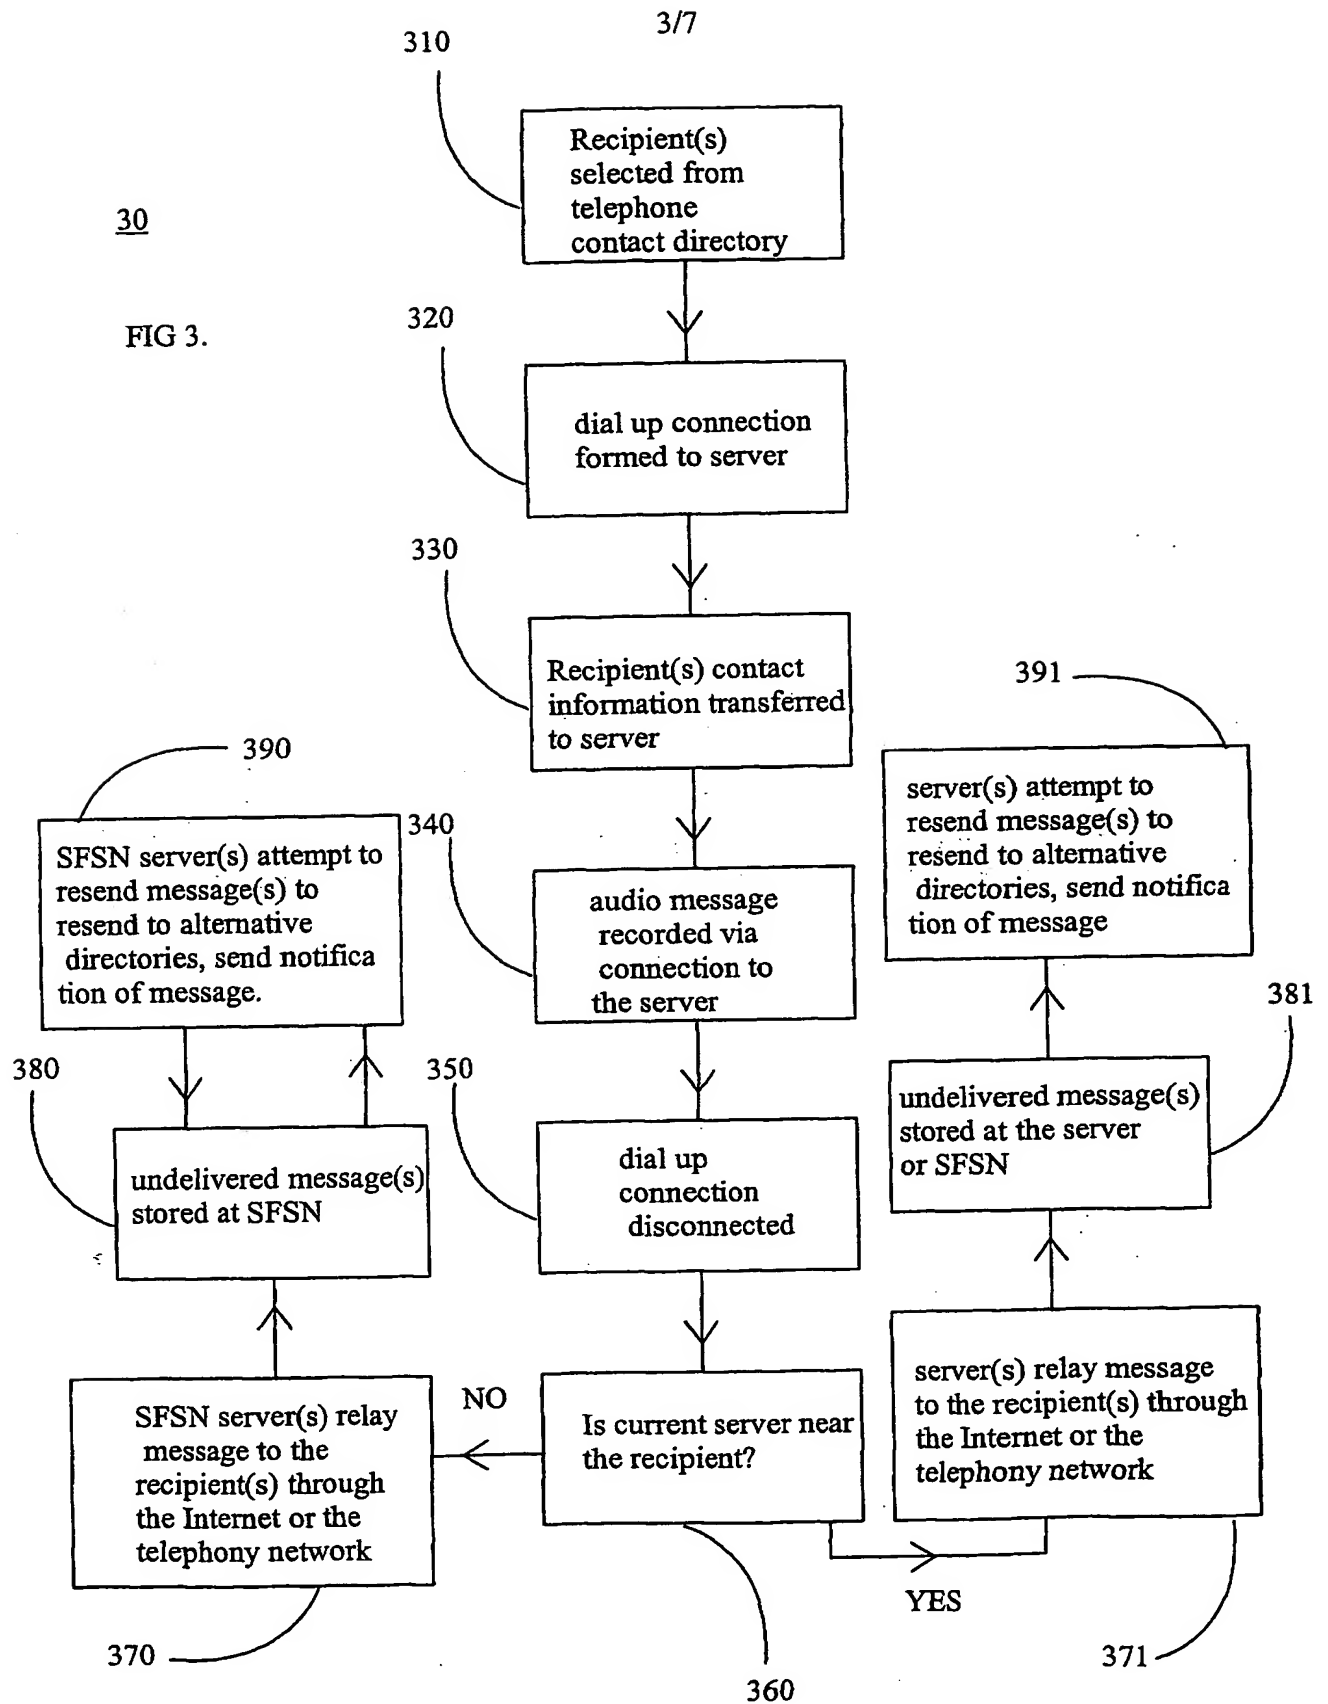 3/7
310
Recipient(s)
selected from
telephone
contact directory
30
FIG 3.
320
dial up connection
formed to server
330
Recipient(s) contact
information transferred
to server
391
server(s) attempt to
resend message(s) to
resend to alternative
directories, send notifica
tion of message
390
SFSN server(s) attempt to
resend message(s) to
resend to alternative
directories, send notifica
tion of message.
340
audio message
recorded via
connection to
the server
381
undelivered message(s)
stored at the server
or SFSN
380
undelivered message(s)
stored at SFSN
350
dial up
connection
disconnected
SFSN server(s) relay
message to the
recipient(s) through
the Internet or the
telephony network
NO
Is current server near
the recipient?
YES
server(s) relay message
to the recipient(s) through
the Internet or the
telephony network
370
360
371